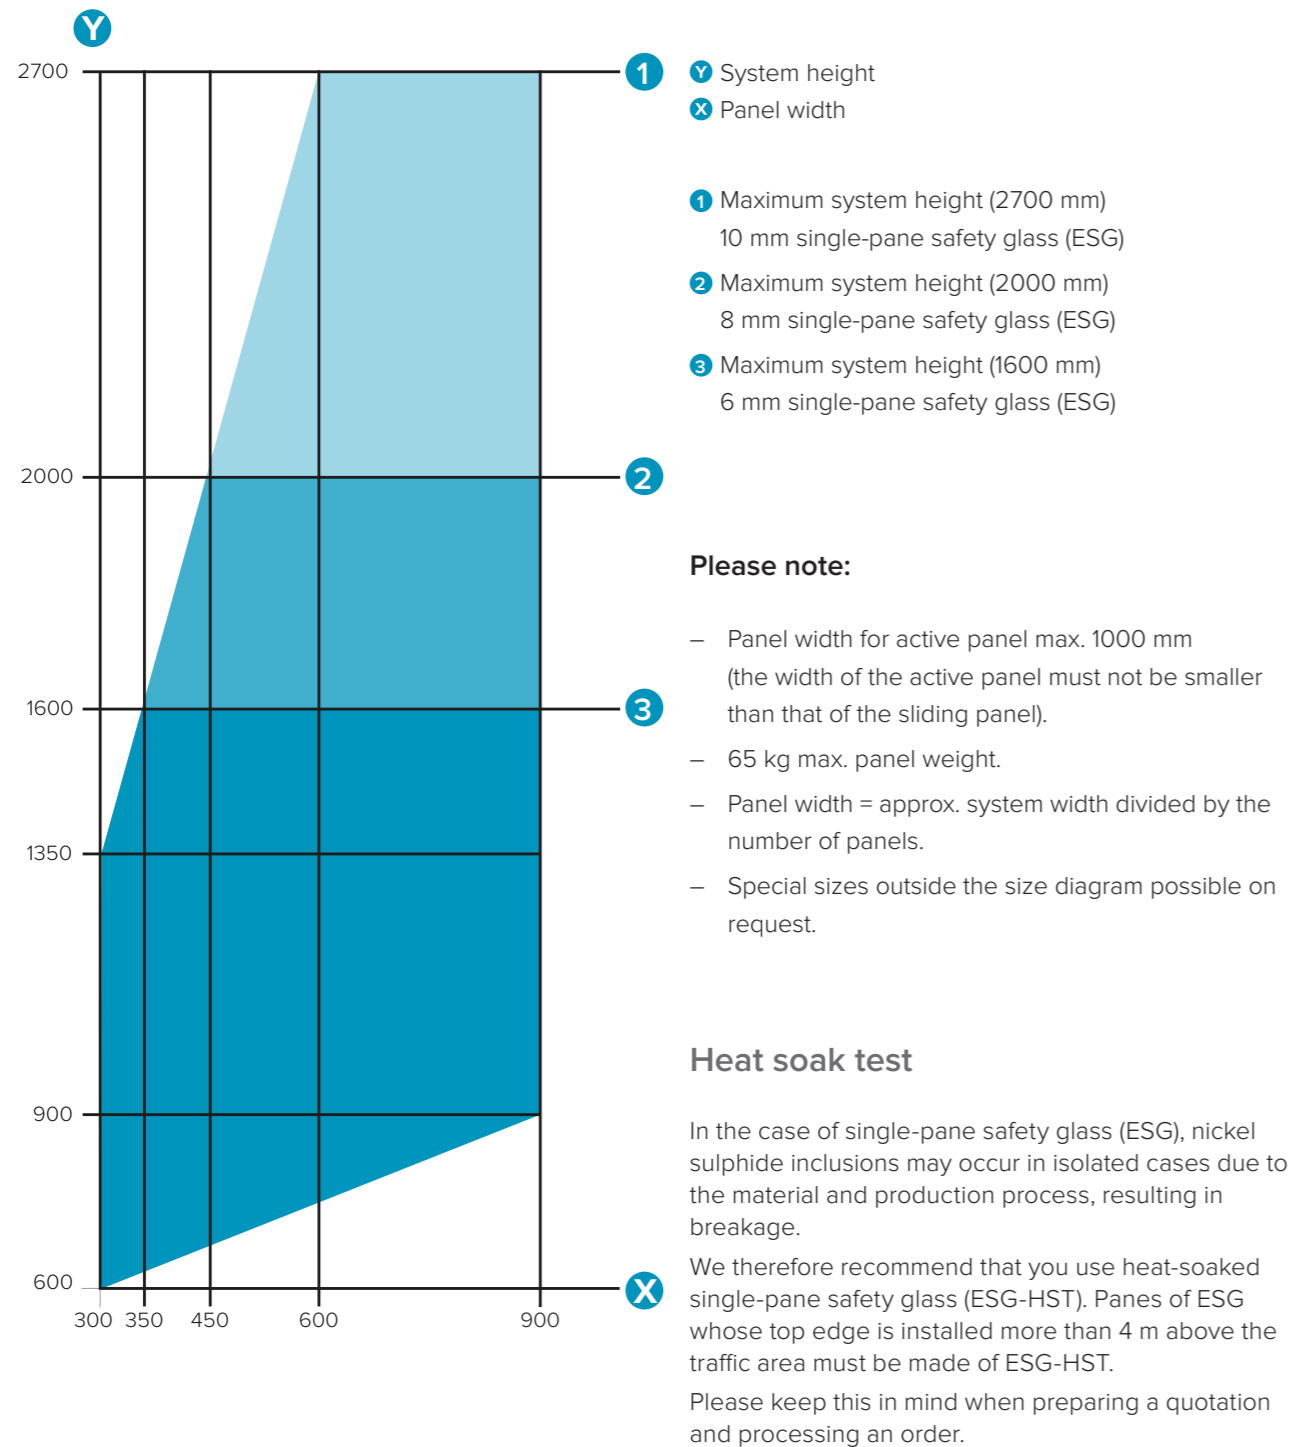 Y
2700
1
2000
2
1600
3
1350
900
600
X
300 350 450 600 900
Y System height
X Panel width
1 Maximum system height (2700 mm)
10 mm single-pane safety glass (ESG)
2 Maximum system height (2000 mm)
8 mm single-pane safety glass (ESG)
3 Maximum system height (1600 mm)
6 mm single-pane safety glass (ESG)
Please note:
– Panel width for active panel max. 1000 mm
(the width of the active panel must not be smaller
than that of the sliding panel).
– 65 kg max. panel weight.
– Panel width = approx. system width divided by the
number of panels.
– Special sizes outside the size diagram possible on
request.
Heat soak test
In the case of single-pane safety glass (ESG), nickel
sulphide inclusions may occur in isolated cases due to
the material and production process, resulting in
breakage.
We therefore recommend that you use heat-soaked
single-pane safety glass (ESG-HST). Panes of ESG
whose top edge is installed more than 4 m above the
traffic area must be made of ESG-HST.
Please keep this in mind when preparing a quotation
and processing an order.